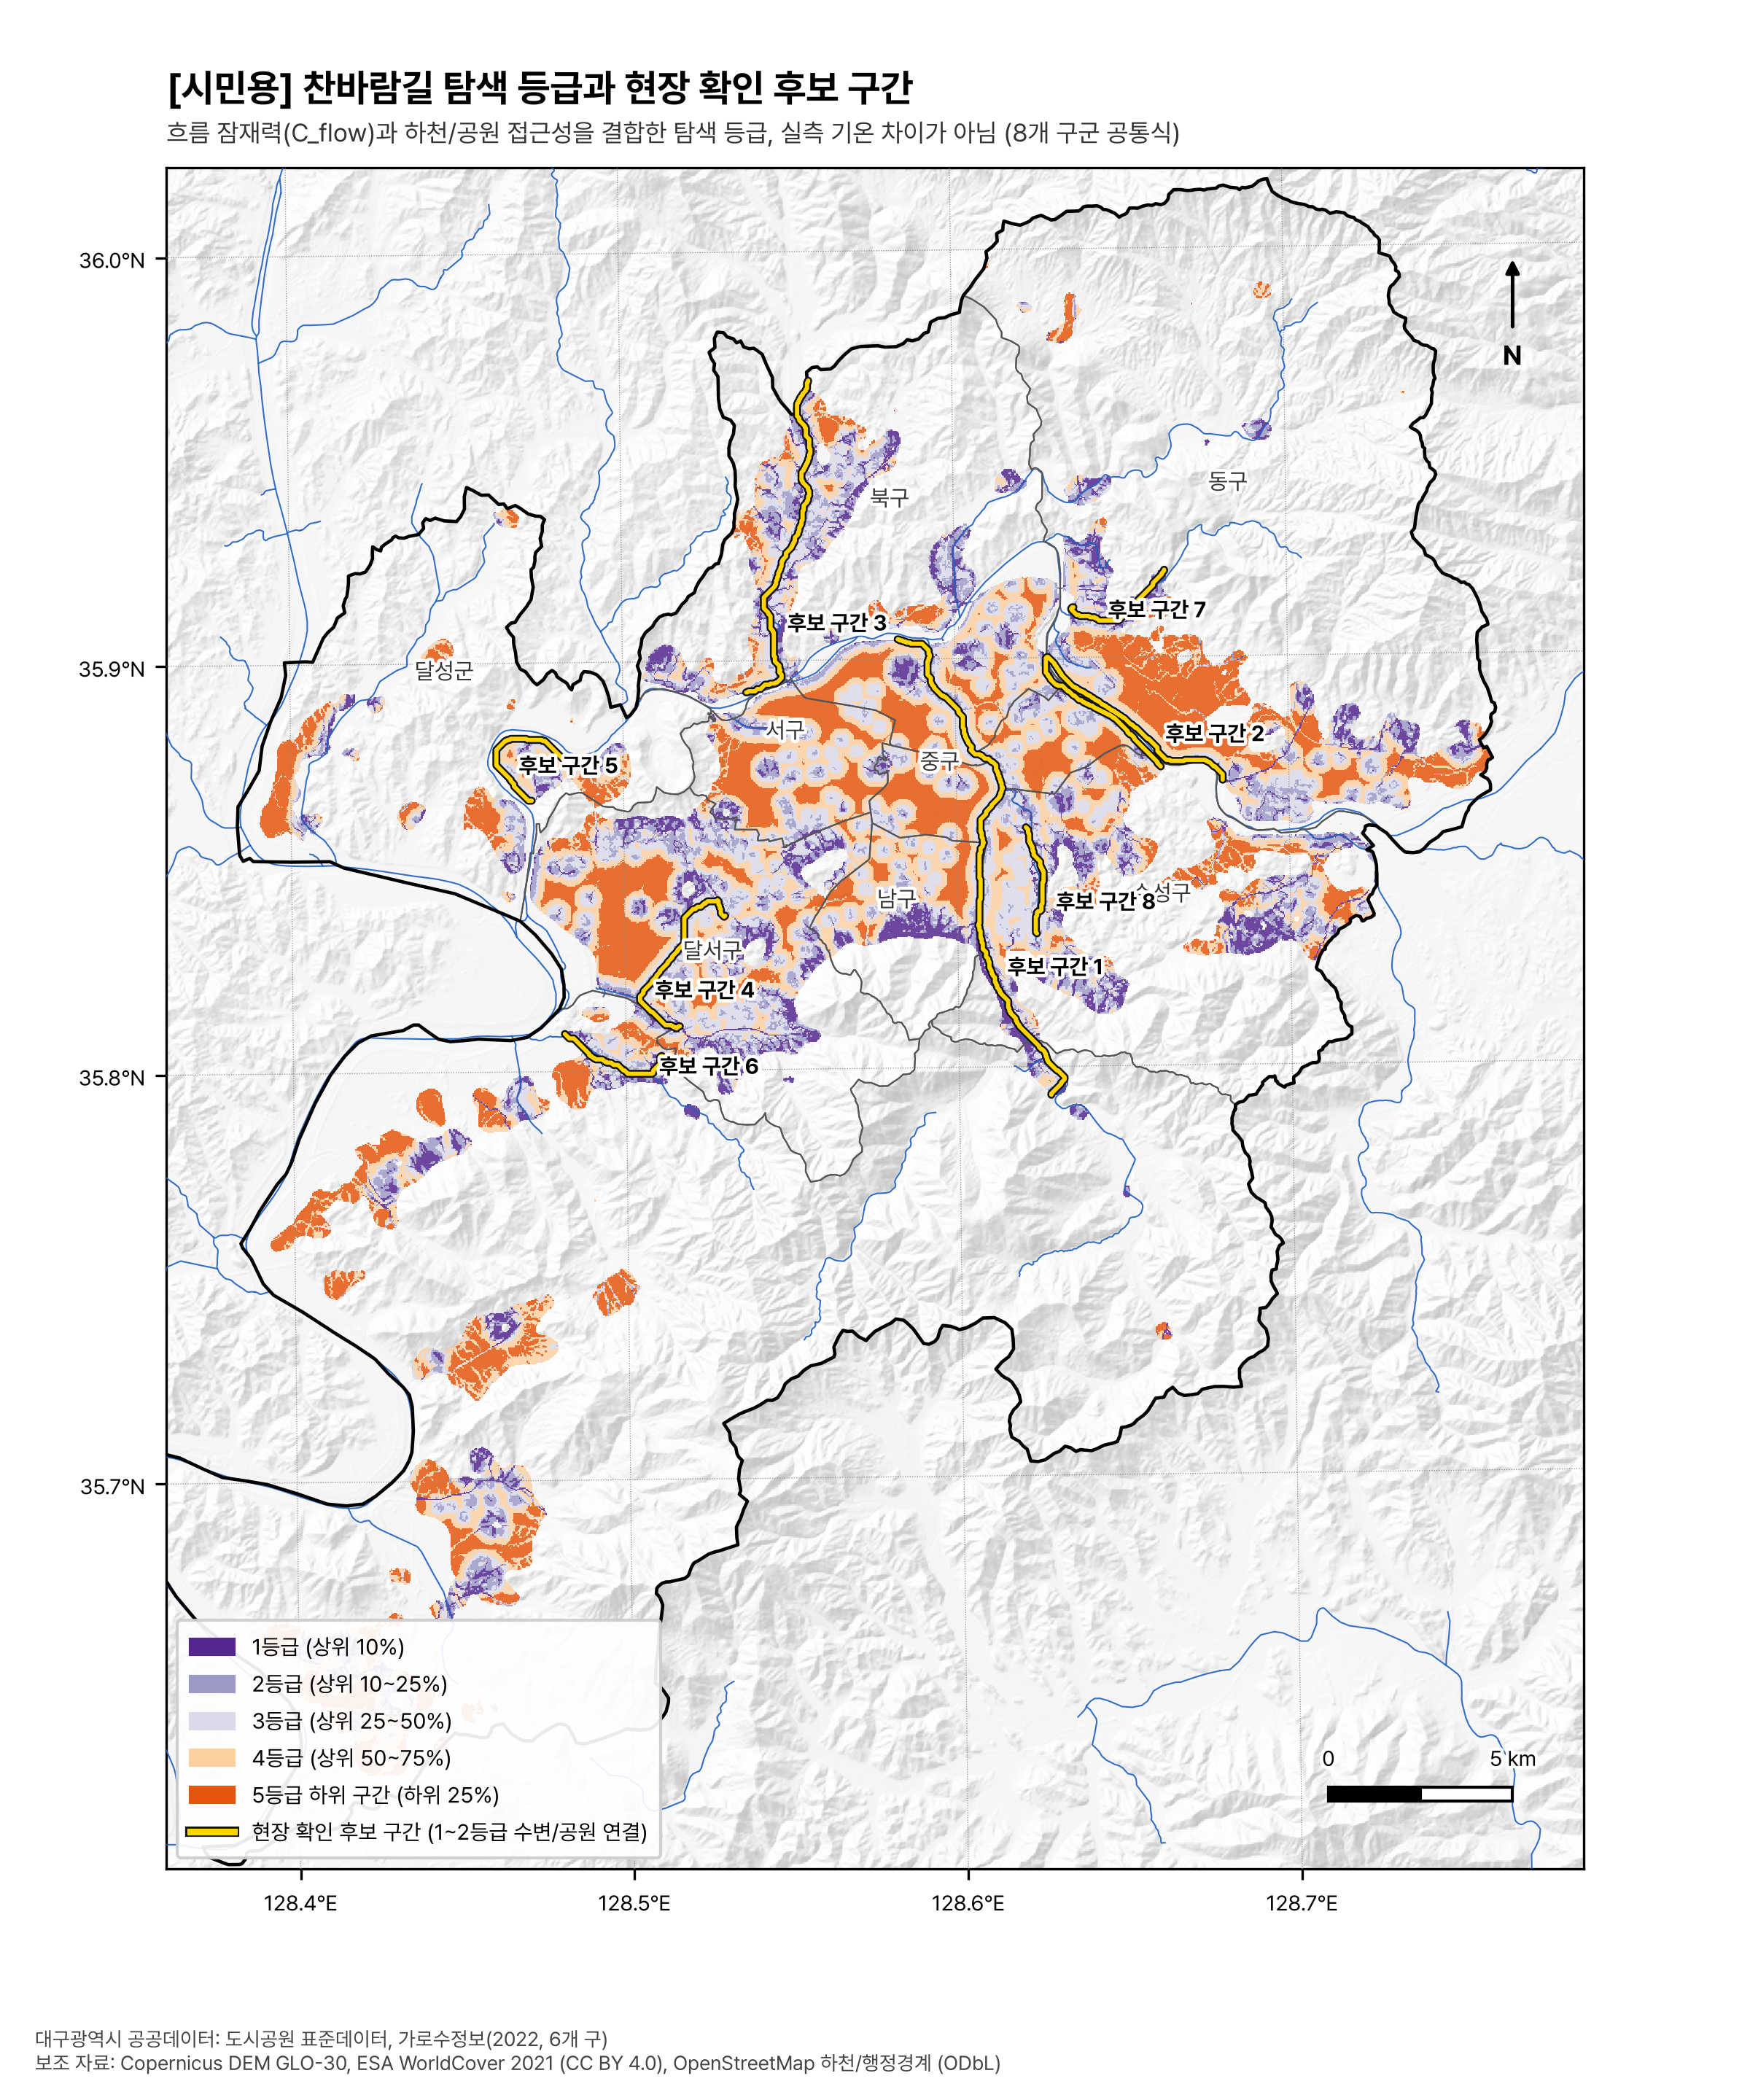 [시민용] 찬바람길 탐색 등급과 현장 확인 후보 구간
흐름 잠재력(C_flow)과 하천/공원 접근성을 결합한 탐색 등급, 실측 기온 차이가 아님 (8개 구군 공통식)
36.0°N
N
동구
북구
후보 구간 7
후보 구간 3
35.9°N
달성군
서구
후보 구간 2
중구
후보 구간 5
남구
후보 구간 8
성구
달서구
후보 구간 1
후보 구간 4
후보 구간 6
35.8°N
35.7°N
1등급 (상위 10%)
2등급 (상위 10~25%)
3등급 (상위 25~50%)
4등급 (상위 50~75%)
5등급 하위 구간 (하위 25%)
현장 확인 후보 구간 (1~2등급 수변/공원 연결)
0 5 km
128.4°E 128.5°E 128.6°E 128.7°E
대구광역시 공공데이터: 도시공원 표준데이터, 가로수정보(2022, 6개 구)
보조 자료: Copernicus DEM GLO-30, ESA WorldCover 2021 (CC BY 4.0), OpenStreetMap 하천/행정경계 (ODbL)